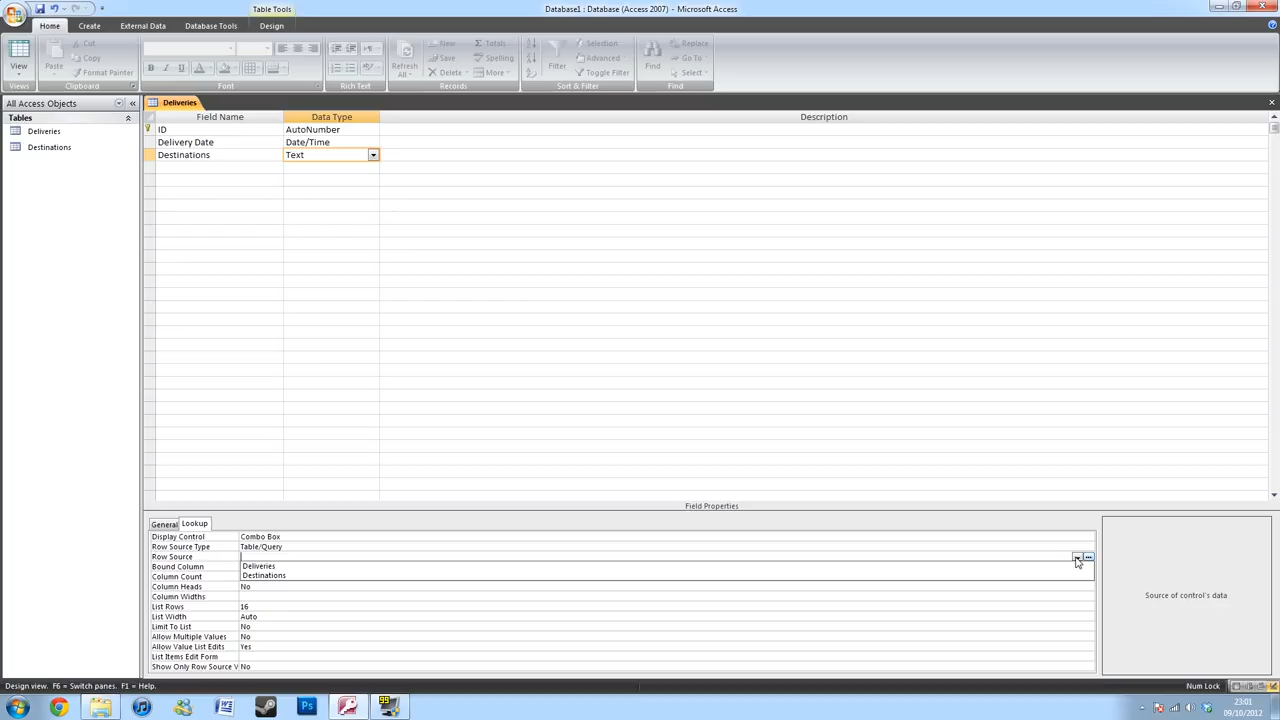 Table Tools
Database1 : Database (Access 2007) - Microsoft Access
Home Create External Data Database Tools Design
View
Views
Paste
Cut
Copy
Format Painter
Clipboard
B I U A
Font
Rich Text
Refresh All
New
Save
Delete
Totals
Spelling
More
Records
Filter
Selection
Advanced
Toggle Filter
Sort & Filter
Find
Replace
Go To
Select
Find
All Access Objects
Tables
Deliveries
Destinations
Deliveries
Field Name Data Type Description
ID AutoNumber
Delivery Date Date/Time
Destinations Text
Field Properties
General Lookup
Display Control Combo Box
Row Source Type Table/Query
Row Source
Bound Column Deliveries
Column Count Destinations
Column Heads No
Column Widths
List Rows 16
List Width Auto
Limit To List No
Allow Multiple Values No
Allow Value List Edits Yes
List Items Edit Form
Show Only Row Source V No
Source of control's data
Design view. F6 = Switch panes. F1 = Help.
Num Lock
W
Ps
99
23:01
09/10/2012